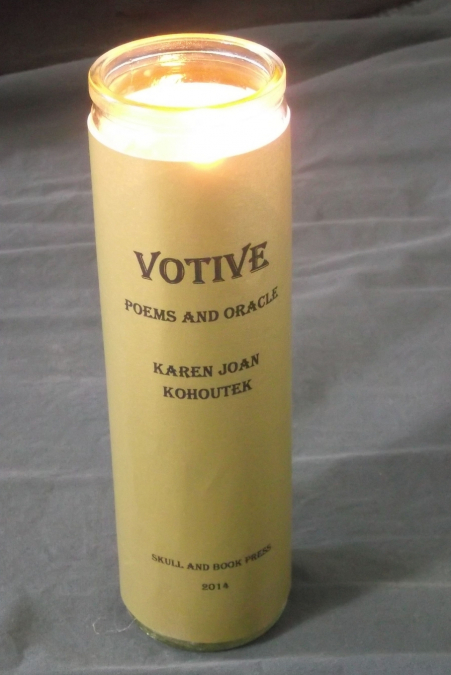 VOTIVE
POEMS AND ORACLE
KAREN JOAN
KOHOUTEK
SKULL AND BOOK PRESS
2014